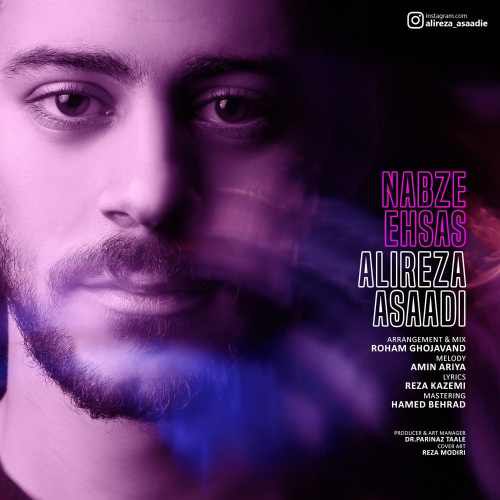 instagram.com
alireza_asaadie
NABZE
EHSAS
ALIREZA
ASAADI
ARRANGEMENT & MIX
ROHAM GHOJAVAND
MELODY
AMIN ARIYA
LYRICS
REZA KAZEMI
MASTERING
HAMED BEHRAD
PRODUCER & ART MANAGER
DR.PARINAZ TAALE
COVER ART
REZA MODIRI